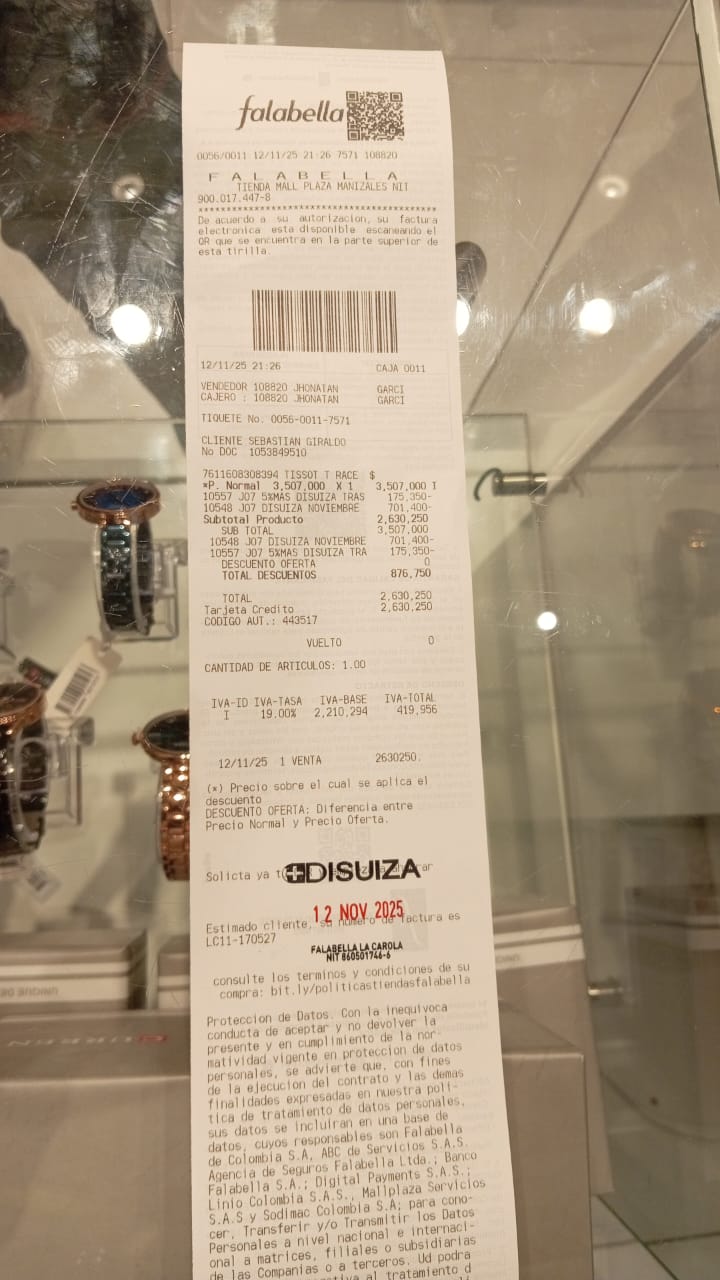 falabella
0056/0011 12/11/25 21:26 7571 108820
F A L A B E L L A
TIENDA MALL PLAZA MANIZALES NIT
900.017.447-8
****************************************
De acuerdo a su autorizacion, su factura
electronica esta disponible escaneando el
QR que se encuentra en la parte superior de
esta tirilla.
12/11/25 21:26 CAJA 0011
VENDEDOR 108820 JHONATAN GARCI
CAJERO : 108820 JHONATAN GARCI
TIQUETE No. 0056-0011-7571
CLIENTE SEBASTIAN GIRALDO
No DOC 1053849510
7611608308394 TISSOT T RACE $
*P. Normal 3,507,000 X 1 3,507,000 I
10557 J07 5%MAS DISUIZA TRAS 175,350-
10548 J07 DISUIZA NOVIEMBRE 701,400-
Subtotal Producto 2,630,250
SUB TOTAL 3,507,000
10548 J07 DISUIZA NOVIEMBRE 701,400-
10557 J07 5%MAS DISUIZA TRA 175,350-
DESCUENTO OFERTA 0
TOTAL DESCUENTOS 876,750
TOTAL 2,630,250
Tarjeta Credito 2,630,250
CODIGO AUT.: 443517
VUELTO 0
CANTIDAD DE ARTICULOS: 1.00
IVA-ID IVA-TASA IVA-BASE IVA-TOTAL
I 19.00% 2,210,294 419,956
12/11/25 1 VENTA 2630250.
(*) Precio sobre el cual se aplica el
descuento
DESCUENTO OFERTA: Diferencia entre
Precio Normal y Precio Oferta.
Solicta ya
DISUIZA
12 NOV 2025
Estimado cliente, su numero de factura es
LC11-170527
FALABELLA LA CAROLA
NIT 860501746-6
consulte los terminos y condiciones de su
compra: bit.ly/politicastiendasfalabella
Proteccion de Datos. Con la inequivoca
conducta de aceptar y no devolver la
presente y en cumplimiento de la nor-
matividad vigente en proteccion de datos
personales, se advierte que, con fines
de la ejecucion del contrato y las demas
finalidades expresadas en nuestra poli-
tica de tratamiento de datos personales,
sus datos se incluiran en una base de
datos, cuyos responsables son Falabella
de Colombia S.A, ABC de Servicios S.A.S.
Agencia de Seguros Falabella Ltda.; Banco
Falabella S.A.; Digital Payments S.A.S.;
Linio Colombia S.A.S., Mallplaza Servicios
S.A.S y Sodimac Colombia S.A; para cono-
cer, Transferir y/o Transmitir los Datos
Personales a nivel nacional e internaci-
onal a matrices, filiales o subsidiarias
de las Companias o a terceros. Ud podra
al tratamiento d